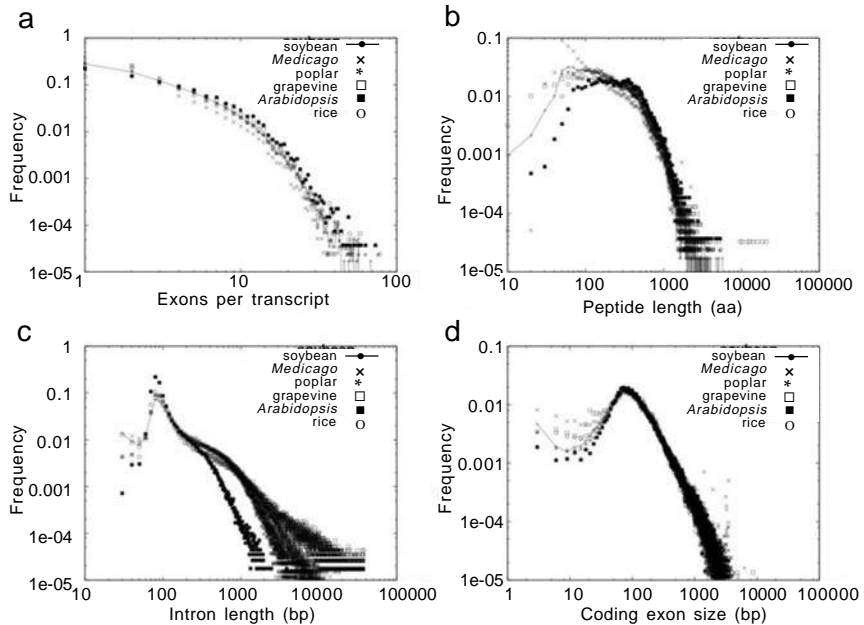 a
1
0.1
0.01
0.001
1e-04
1e-05
1
10
100
Frequency
Exons per transcript
soybean
Medicago
poplar
grapevine
Arabidopsis
rice
b
0.1
0.01
0.001
1e-04
1e-05
10
100
1000
10000
100000
Frequency
Peptide length (aa)
soybean
Medicago
poplar
grapevine
Arabidopsis
rice
c
1
0.1
0.01
0.001
1e-04
1e-05
10
100
1000
10000
100000
Frequency
Intron length (bp)
soybean
Medicago
poplar
grapevine
Arabidopsis
rice
d
0.1
0.01
0.001
1e-04
1e-05
1
10
100
1000
10000
100000
Frequency
Coding exon size (bp)
soybean
Medicago
poplar
grapevine
Arabidopsis
rice